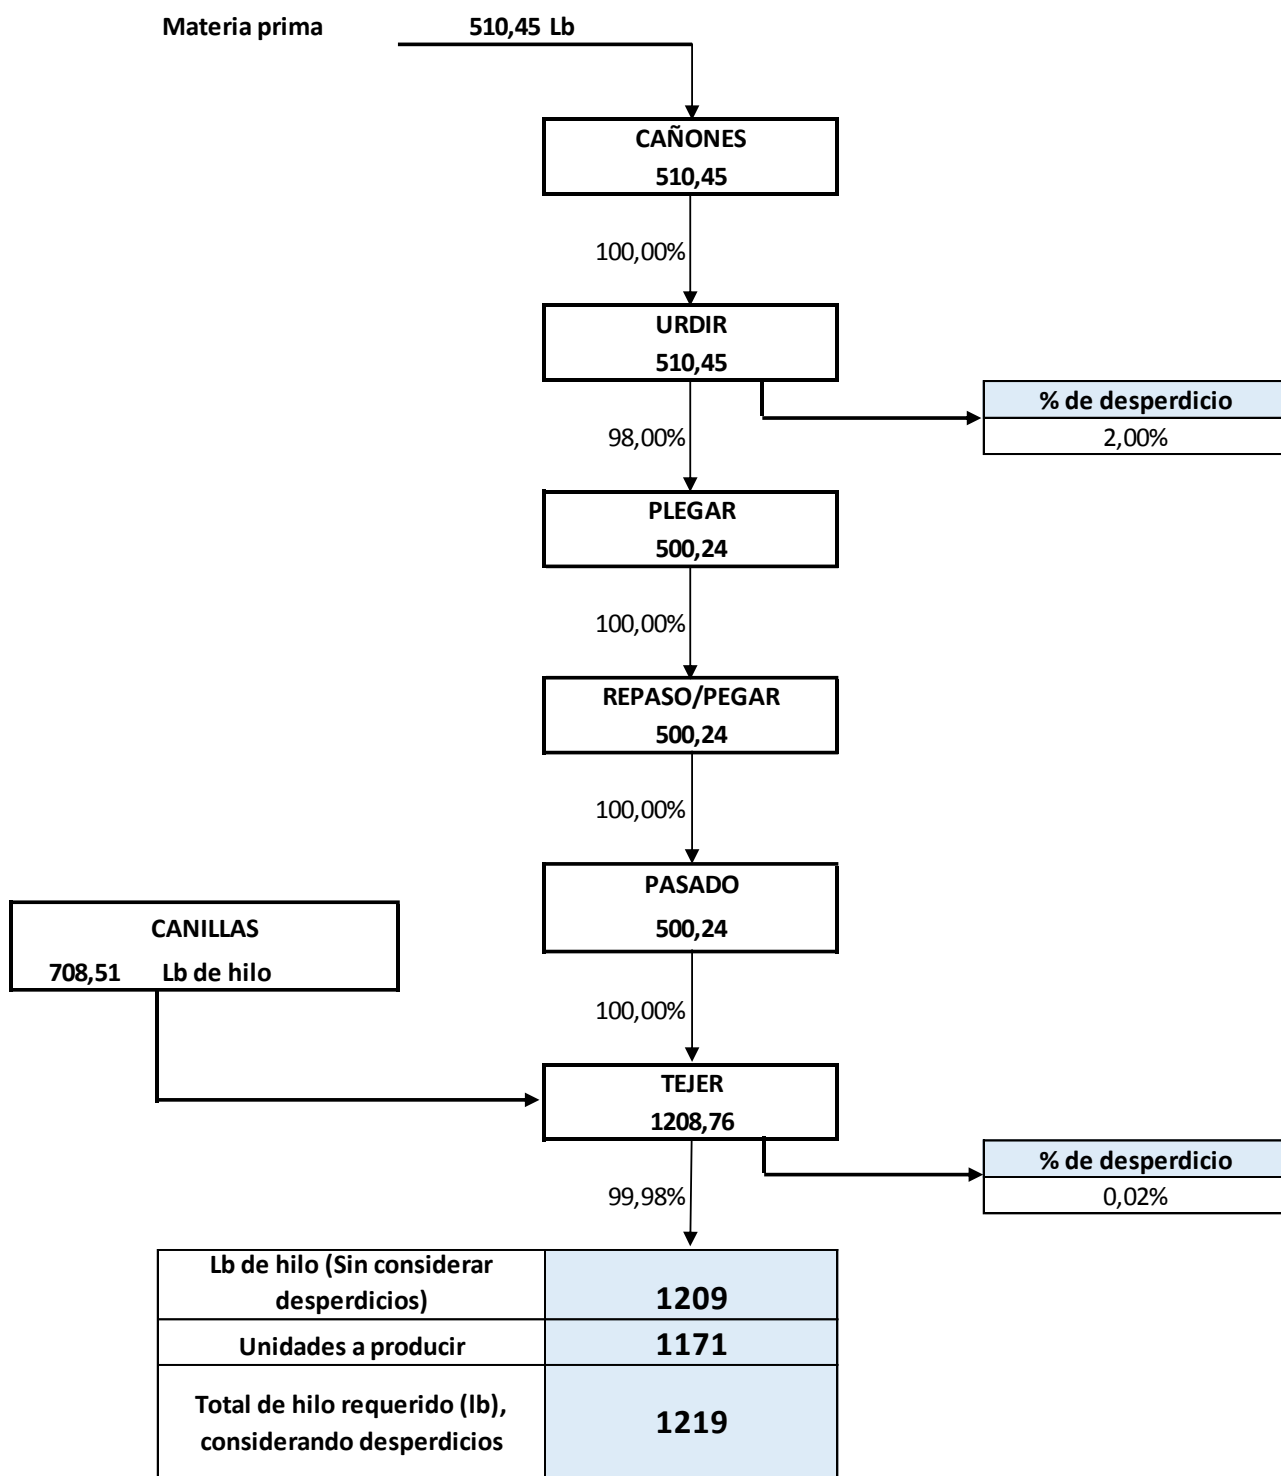 Materia prima 510,45 Lb
CAÑONES
510,45
100,00%
URDIR
510,45
% de desperdicio
2,00%
98,00%
PLEGAR
500,24
100,00%
REPASO/PEGAR
500,24
100,00%
PASADO
500,24
CANILLAS
708,51 Lb de hilo
100,00%
TEJER
1208,76
% de desperdicio
0,02%
99,98%
Lb de hilo (Sin considerar
desperdicios)
1209
Unidades a producir 1171
Total de hilo requerido (lb),
considerando desperdicios
1219